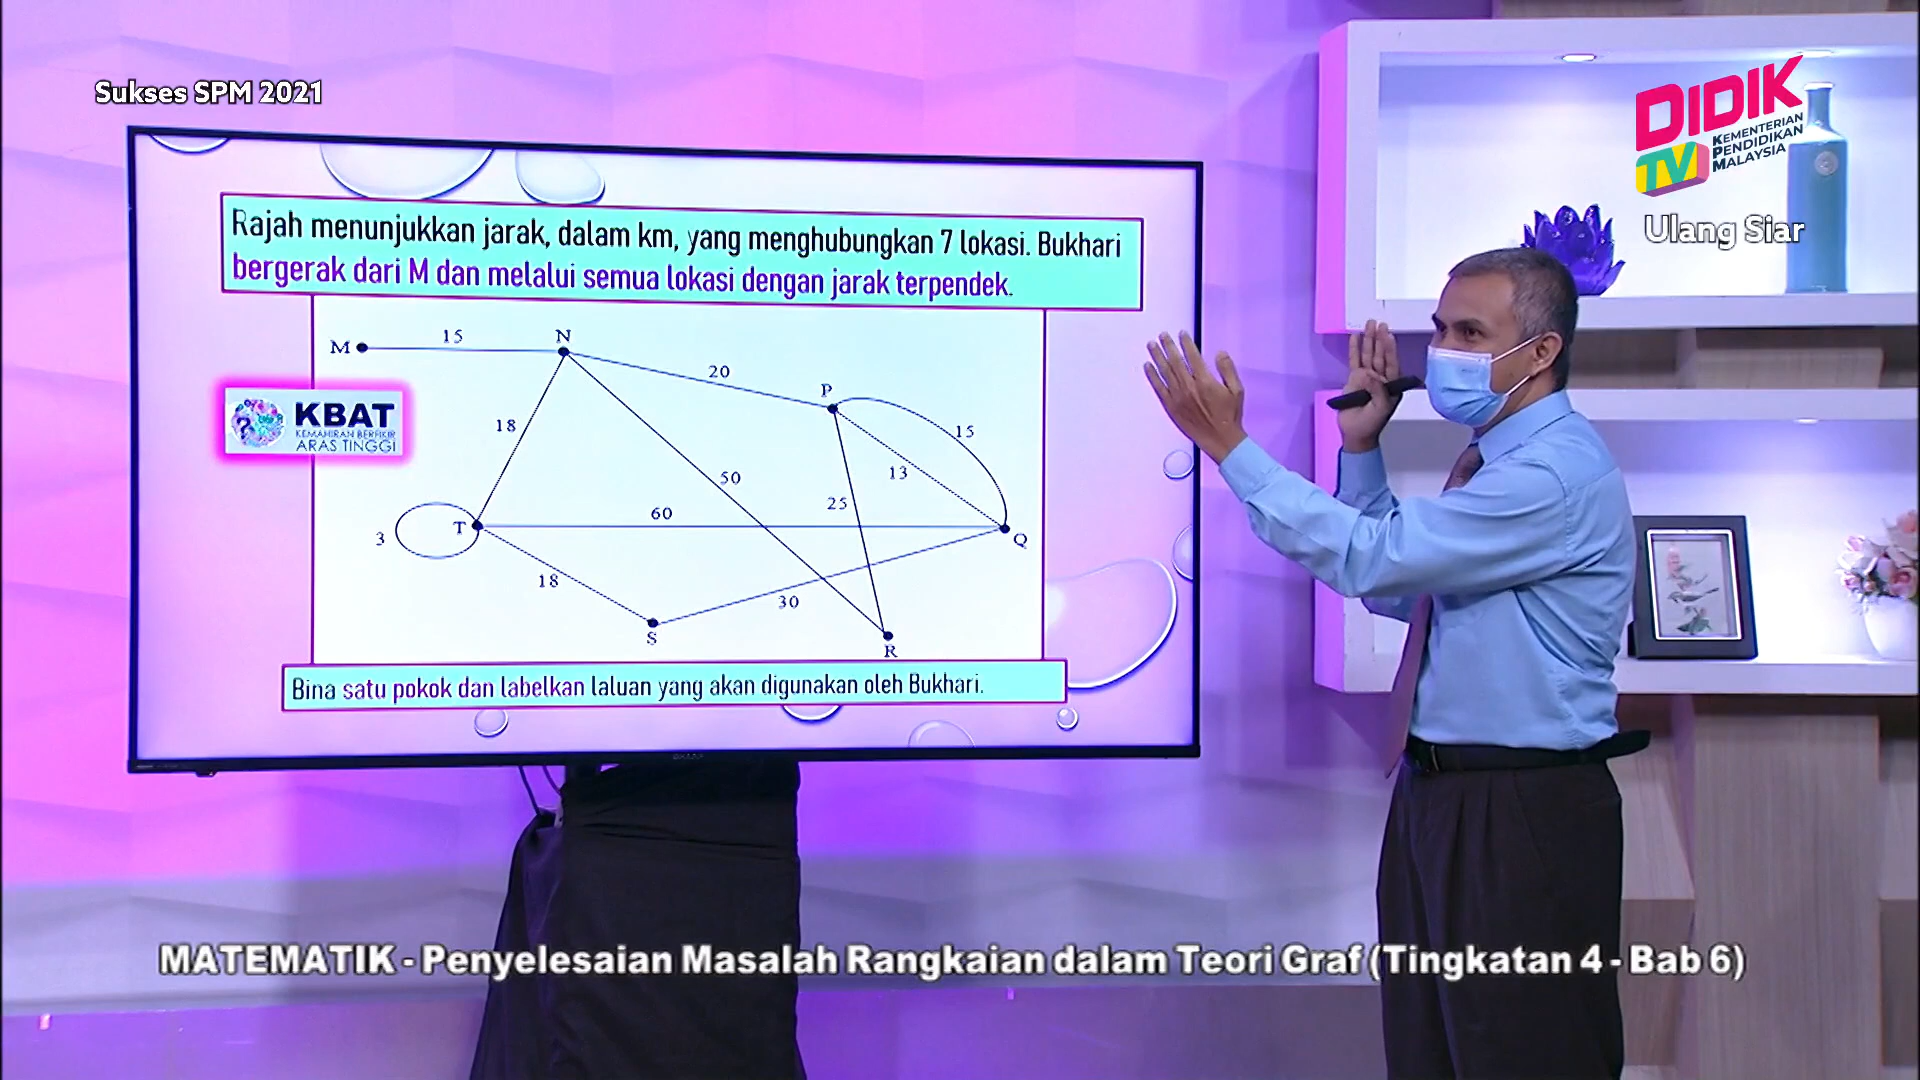 Sukses SPM 2021
DIDIK
TV
KEMENTERIAN
PENDIDIKAN
MALAYSIA
Ulang Siar
Rajah menunjukkan jarak, dalam km, yang menghubungkan 7 lokasi. Bukhari
bergerak dari M dan melalui semua lokasi dengan jarak terpendek.
M 15 N
20
P
KBAT
KEMAHIRAN BERFIKIR
ARAS TINGGI
18
15
13
50
25
60
3
T
Q
18
30
S
R
Bina satu pokok dan labelkan laluan yang akan digunakan oleh Bukhari.
MATEMATIK - Penyelesaian Masalah Rangkaian dalam Teori Graf (Tingkatan 4 - Bab 6)